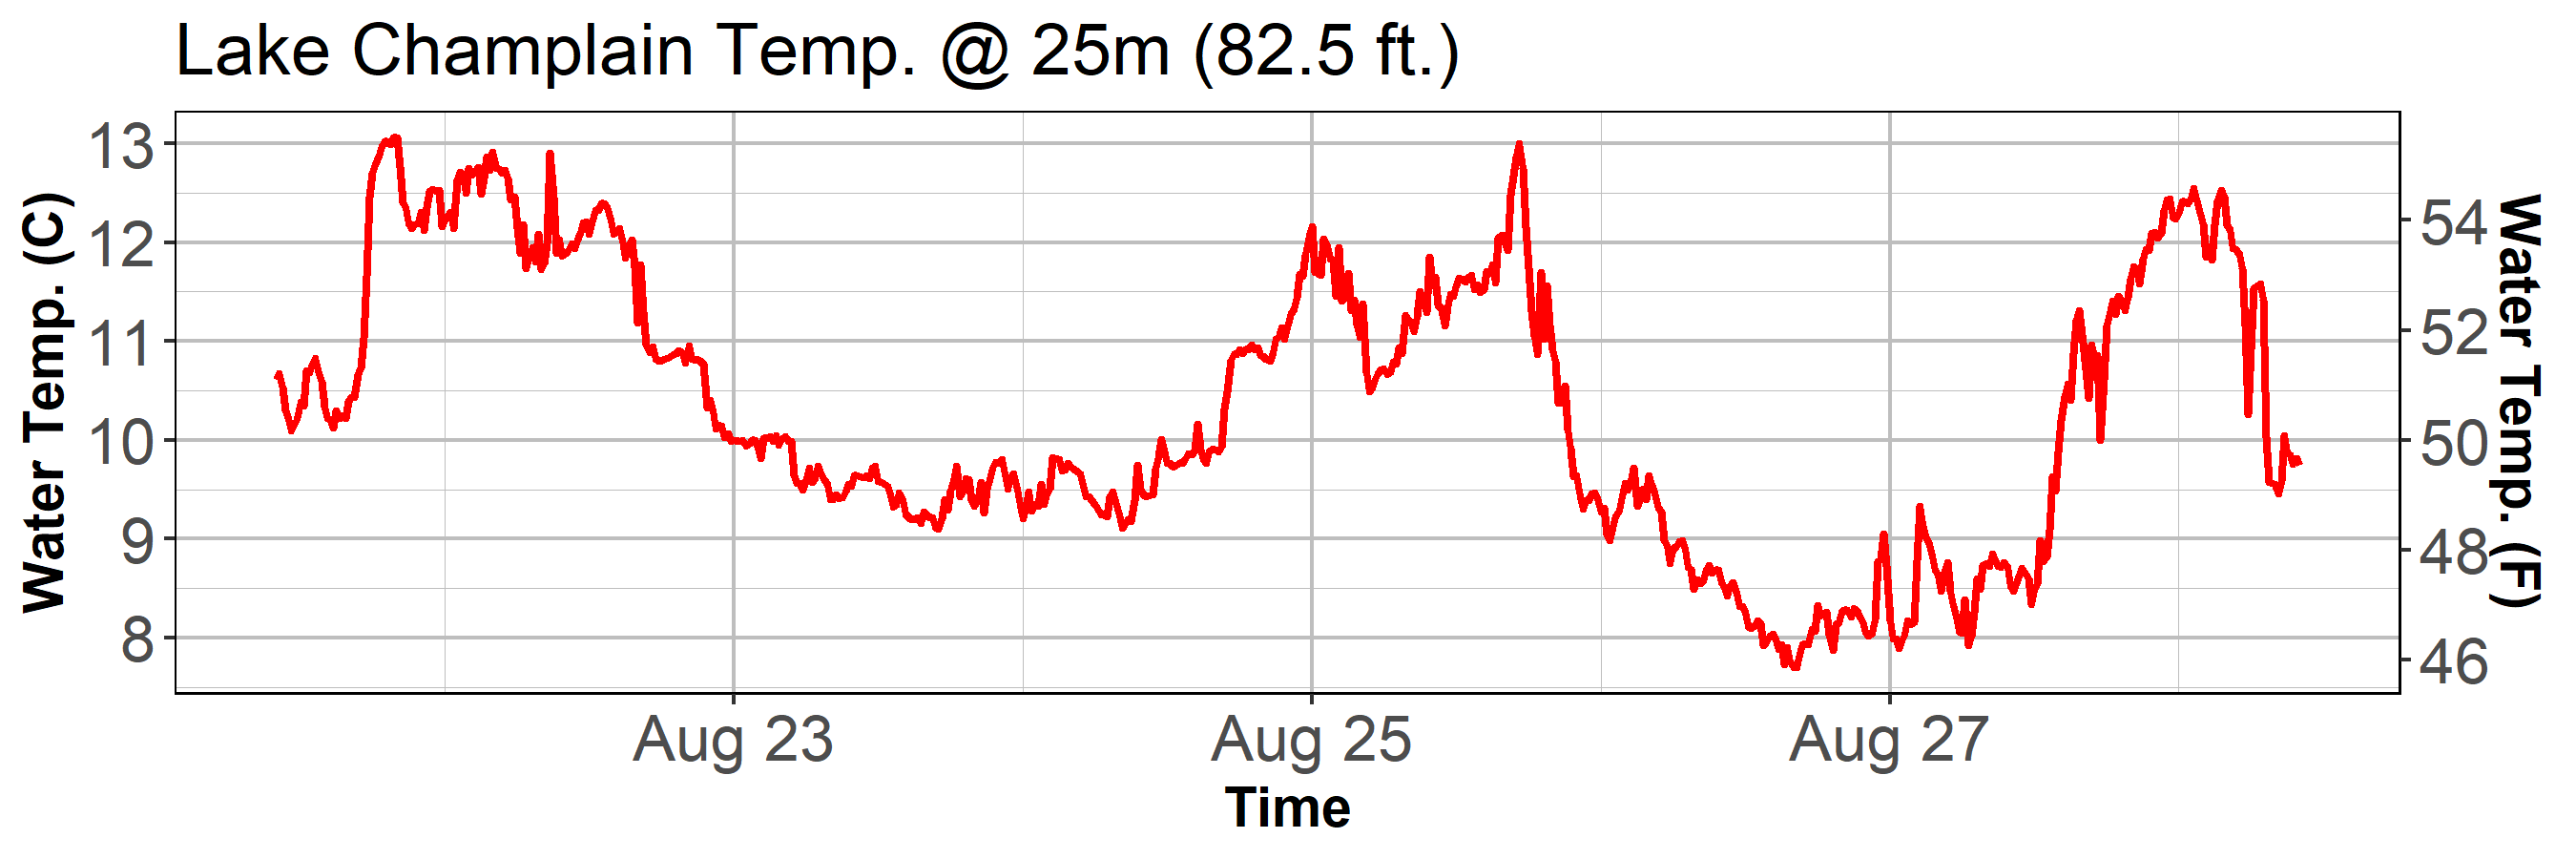 Lake Champlain Temp. @ 25m (82.5 ft.)
Water Temp. (C)
13
12
11
10
9
8
54
52
50
48
46
Water Temp. (F)
Aug 23 Aug 25 Aug 27
Time